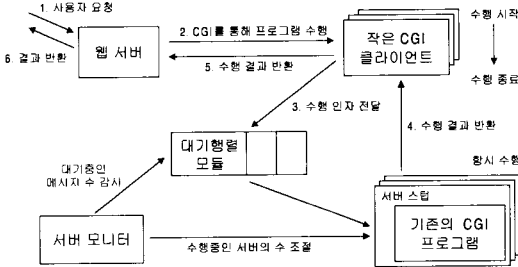 1. 사용자 요청
2. CGI를 통해 프로그램 수행
수행 시작
웹 서버
작은 CGI
클라이언트
6. 결과 반환
5. 수행 결과 반환
수행 종료
3. 수행 인자 전달
4. 수행 결과 반환
대기행렬
모듈
대기중인
메시지 수 감사
항시 수행
서버 스텁
기존의 CGI
프로그램
서버 모니터
수행중인 서버의 수 조절